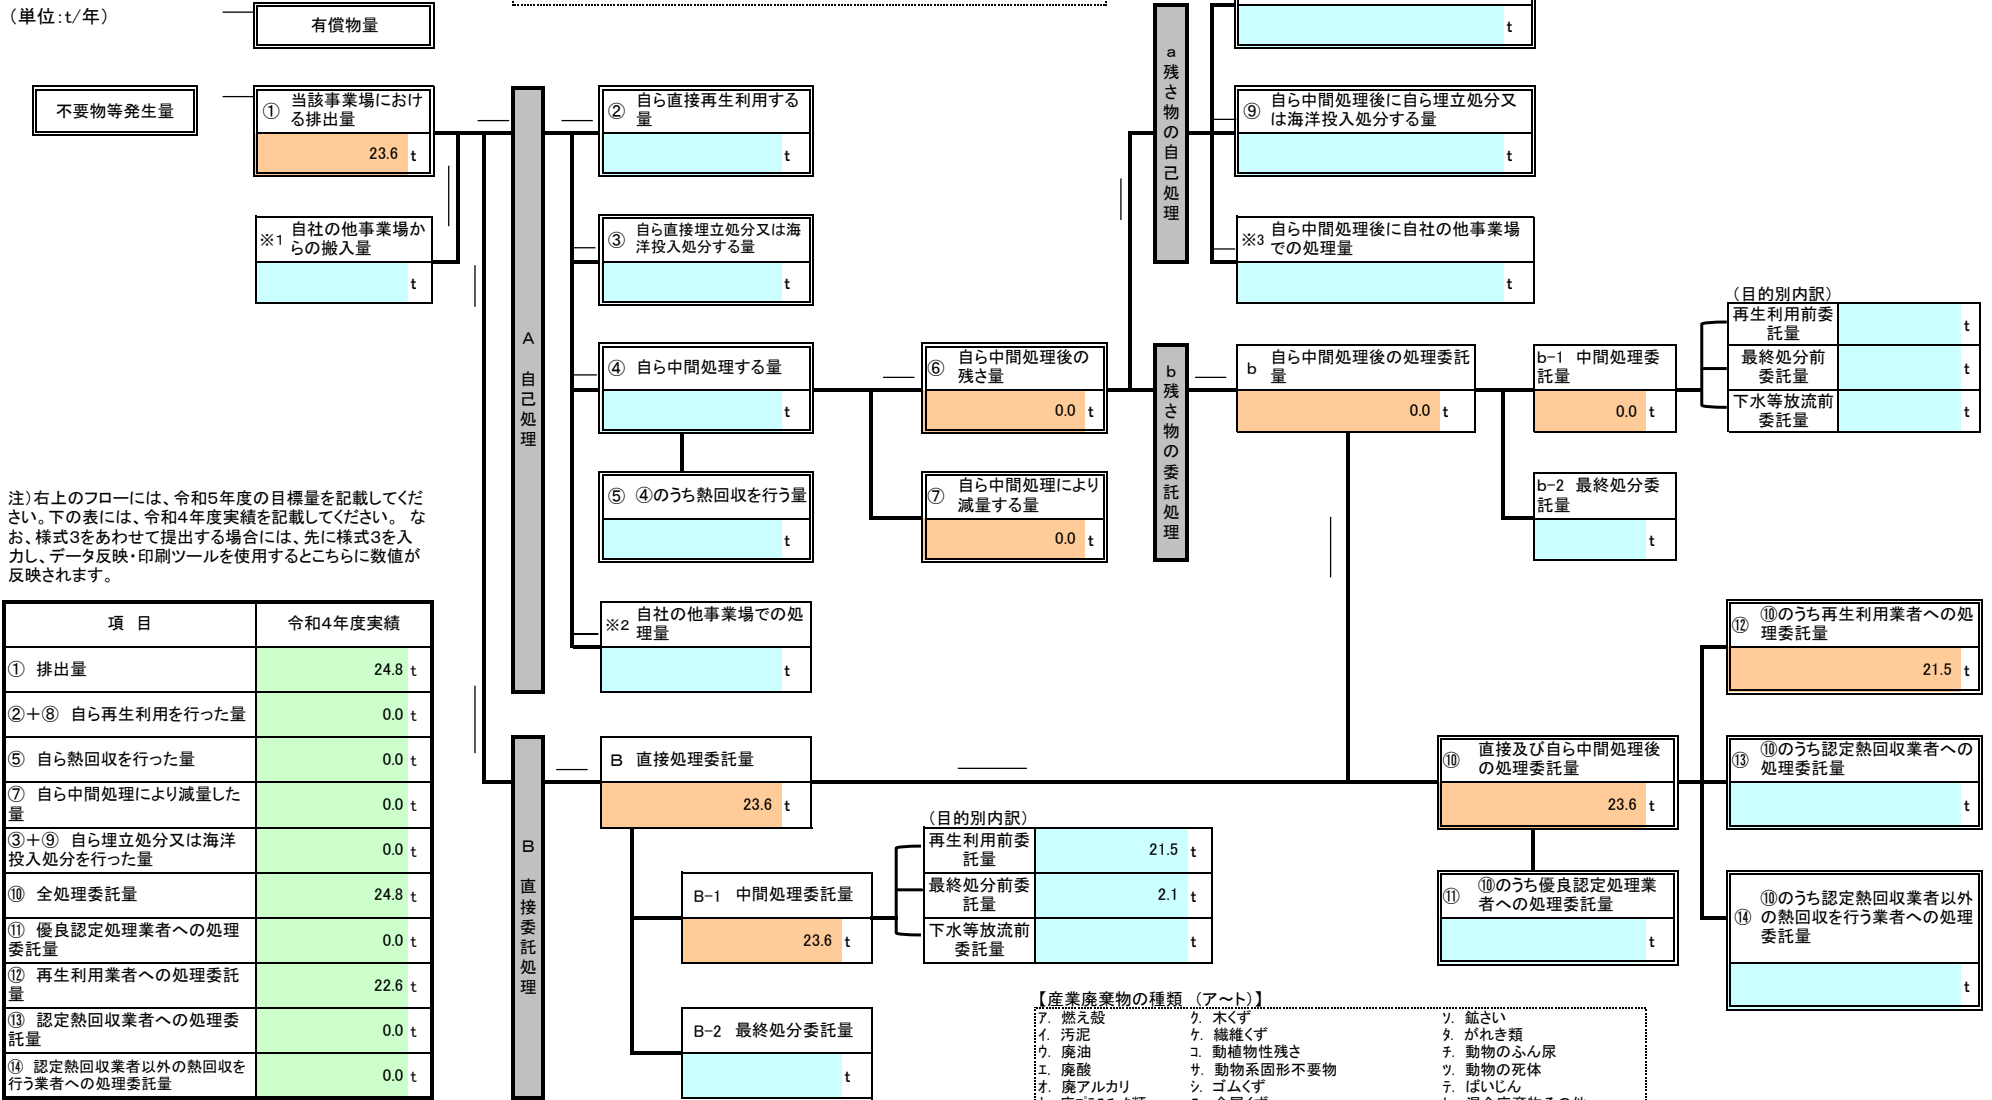 （単位：t/年）
有償物量
不要物等発生量
① 当該事業場におけ
る排出量
23.6 t
※1 自社の他事業場か
らの搬入量
t
A 自己処理
② 自ら直接再生利用する
量
t
③ 自ら直接埋立処分又は海
洋投入処分する量
t
④ 自ら中間処理する量
t
⑤ ④のうち熱回収を行う量
t
※2 自社の他事業場での処
理量
t
⑥ 自ら中間処理後の
残さ量
0.0 t
⑦ 自ら中間処理により
減量する量
0.0 t
a 残さ物の自己処理
t
⑨ 自ら中間処理後に自ら埋立処分又
は海洋投入処分する量
t
※3 自ら中間処理後に自社の他事業場
での処理量
t
b 残さ物の委託処理
b 自ら中間処理後の処理委託
量
0.0 t
b-1 中間処理委
託量
0.0 t
b-2 最終処分委
託量
t
（目的別内訳）
再生利用前委
託量
t
最終処分前
委託量
t
下水等放流前
委託量
t
注）右上のフローには、令和5年度の目標量を記載してくだ
さい。下の表には、令和4年度実績を記載してください。 な
お、様式3をあわせて提出する場合には、先に様式3を入
力し、データ反映・印刷ツールを使用するとこちらに数値が
反映されます。
項 目 令和4年度実績
① 排出量 24.8 t
②＋⑧ 自ら再生利用を行った量 0.0 t
⑤ 自ら熱回収を行った量 0.0 t
⑦ 自ら中間処理により減量した
量 0.0 t
③＋⑨ 自ら埋立処分又は海洋
投入処分を行った量 0.0 t
⑩ 全処理委託量 24.8 t
⑪ 優良認定処理業者への処理
委託量 0.0 t
⑫ 再生利用業者への処理委託
量 22.6 t
⑬ 認定熱回収業者への処理委
託量 0.0 t
⑭ 認定熱回収業者以外の熱回収を
行う業者への処理委託量 0.0 t
B 直接委託処理
B 直接処理委託量
23.6 t
B-1 中間処理委託量
23.6 t
B-2 最終処分委託量
t
（目的別内訳）
再生利用前委
託量
21.5 t
最終処分前委
託量
2.1 t
下水等放流前
委託量
t
⑩ 直接及び自ら中間処理後
の処理委託量
23.6 t
⑪ ⑩のうち優良認定処理業
者への処理委託量
t
⑫ ⑩のうち再生利用業者への処
理委託量
21.5 t
⑬ ⑩のうち認定熱回収業者への
処理委託量
t
⑭ ⑩のうち認定熱回収業者以外
の熱回収を行う業者への処理
委託量
t
【産業廃棄物の種類 （ア～ト）】
ア. 燃え殻 ク. 木くず ソ. 鉱さい
イ. 汚泥 ケ. 繊維くず タ. がれき類
ウ. 廃油 コ. 動植物性残さ チ. 動物のふん尿
エ. 廃酸 サ. 動物系固形不要物 ツ. 動物の死体
オ. 廃アルカリ シ. ゴムくず テ. ばいじん